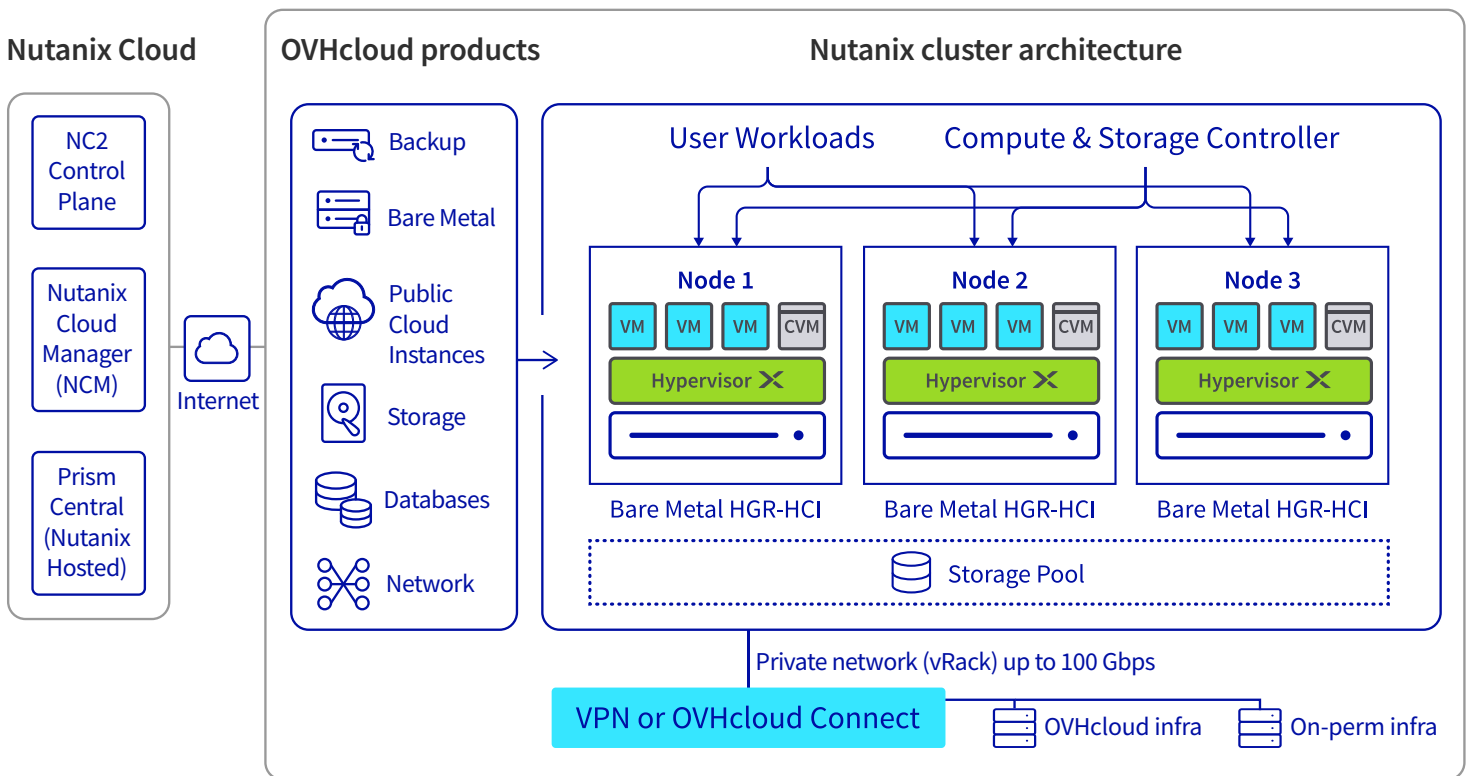 Nutanix Cloud
OVHcloud products
Nutanix cluster architecture
NC2
Control
Plane
Nutanix
Cloud
Manager
(NCM)
Prism
Central
(Nutanix
Hosted)
Internet
Backup
Bare Metal
Public
Cloud
Instances
Storage
Databases
Network
User Workloads
Compute & Storage Controller
Node 1
VM VM VM CVM
Hypervisor
Bare Metal HGR-HCI
Node 2
VM VM VM CVM
Hypervisor
Bare Metal HGR-HCI
Node 3
VM VM VM CVM
Hypervisor
Bare Metal HGR-HCI
Storage Pool
Private network (vRack) up to 100 Gbps
VPN or OVHcloud Connect
OVHcloud infra
On-perm infra